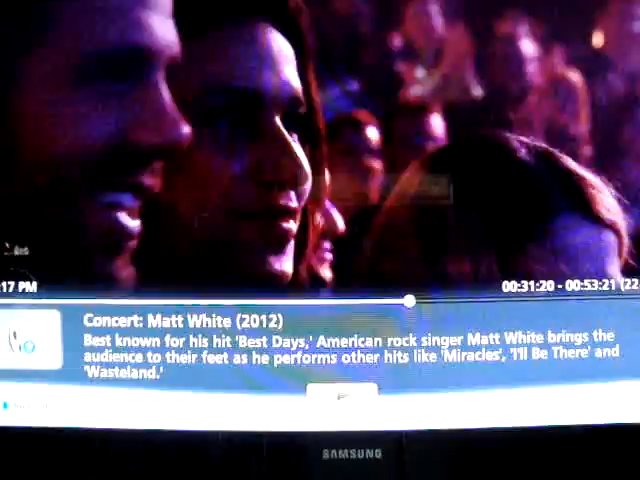 :17 PM
00:31:20 - 00:53:21 (22
Concert: Matt White (2012)
Best known for his hit 'Best Days,' American rock singer Matt White brings the
audience to their feet as he performs other hits like 'Miracles', 'I'll Be There' and
'Wasteland.'
SAMSUNG